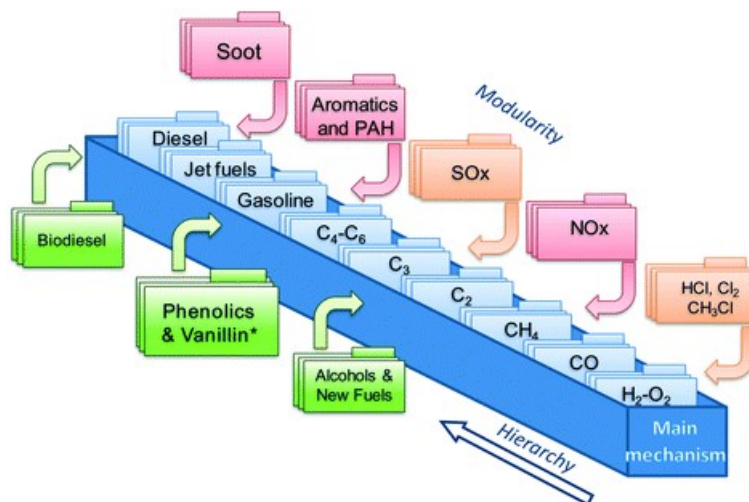 Soot
Aromatics
and PAH
Modularity
SOx
NOx
HCl, Cl₂
CH₃Cl
Diesel
Jet fuels
Gasoline
C₄-C₆
C₃
C₂
CH₄
CO
H₂-O₂
Biodiesel
Phenolics
& Vanillin*
Alcohols &
New Fuels
Hierarchy
Main
mechanism